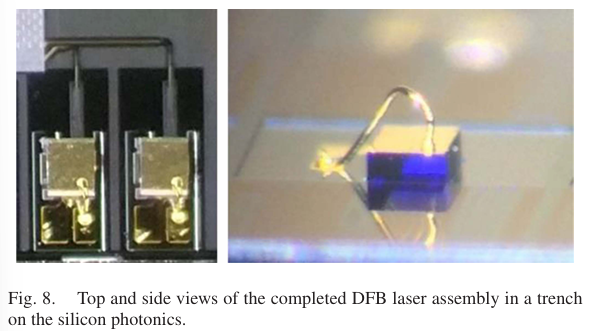 Fig. 8. Top and side views of the completed DFB laser assembly in a trench
on the silicon photonics.